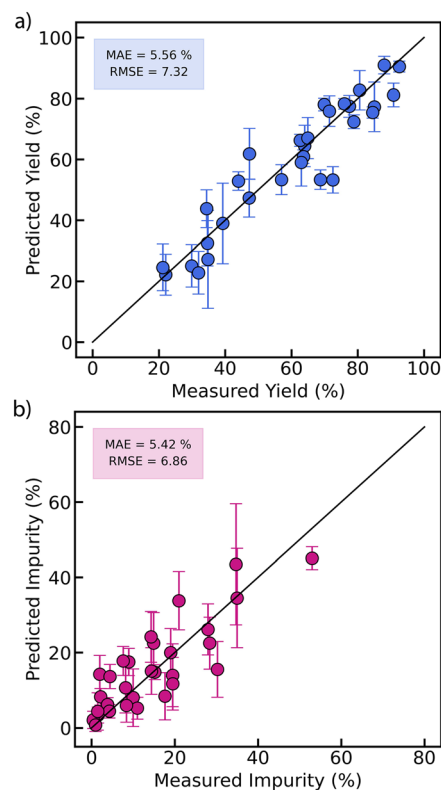 a)
100
MAE = 5.56 %
RMSE = 7.32
80
60
40
20
0
Predicted Yield (%)
0 20 40 60 80 100
Measured Yield (%)
b)
80
MAE = 5.42 %
RMSE = 6.86
60
40
20
0
Predicted Impurity (%)
0 20 40 60 80
Measured Impurity (%)